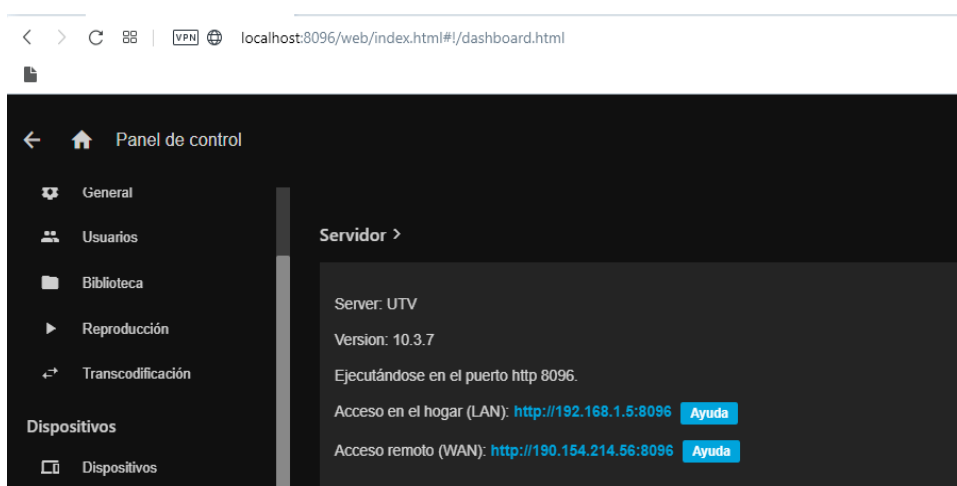 VPN localhost:8096/web/index.html#!/dashboard.html
Panel de control
General
Usuarios
Biblioteca
Reproducción
Transcodificación
Dispositivos
Dispositivos
Servidor >
Server: UTV
Version: 10.3.7
Ejecutándose en el puerto http 8096.
Acceso en el hogar (LAN): http://192.168.1.5:8096 Ayuda
Acceso remoto (WAN): http://190.154.214.56:8096 Ayuda